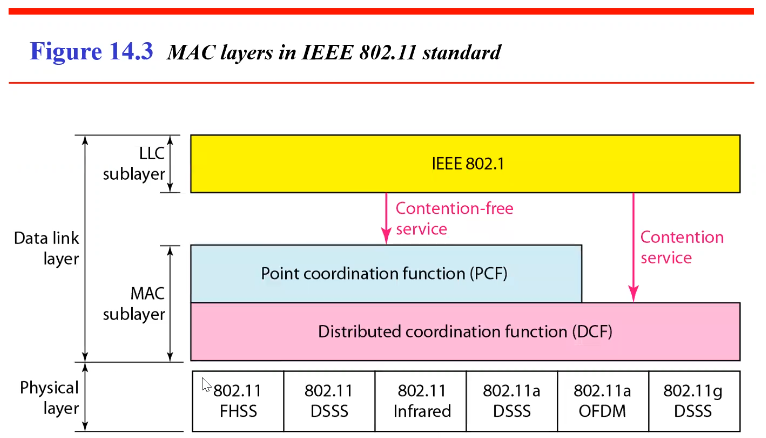 Figure 14.3 MAC layers in IEEE 802.11 standard
LLC
sublayer
IEEE 802.1
Contention-free
service
Contention
service
Data link
layer
MAC
sublayer
Point coordination function (PCF)
Distributed coordination function (DCF)
Physical
layer
802.11
FHSS
802.11
DSSS
802.11
Infrared
802.11a
DSSS
802.11a
OFDM
802.11g
DSSS